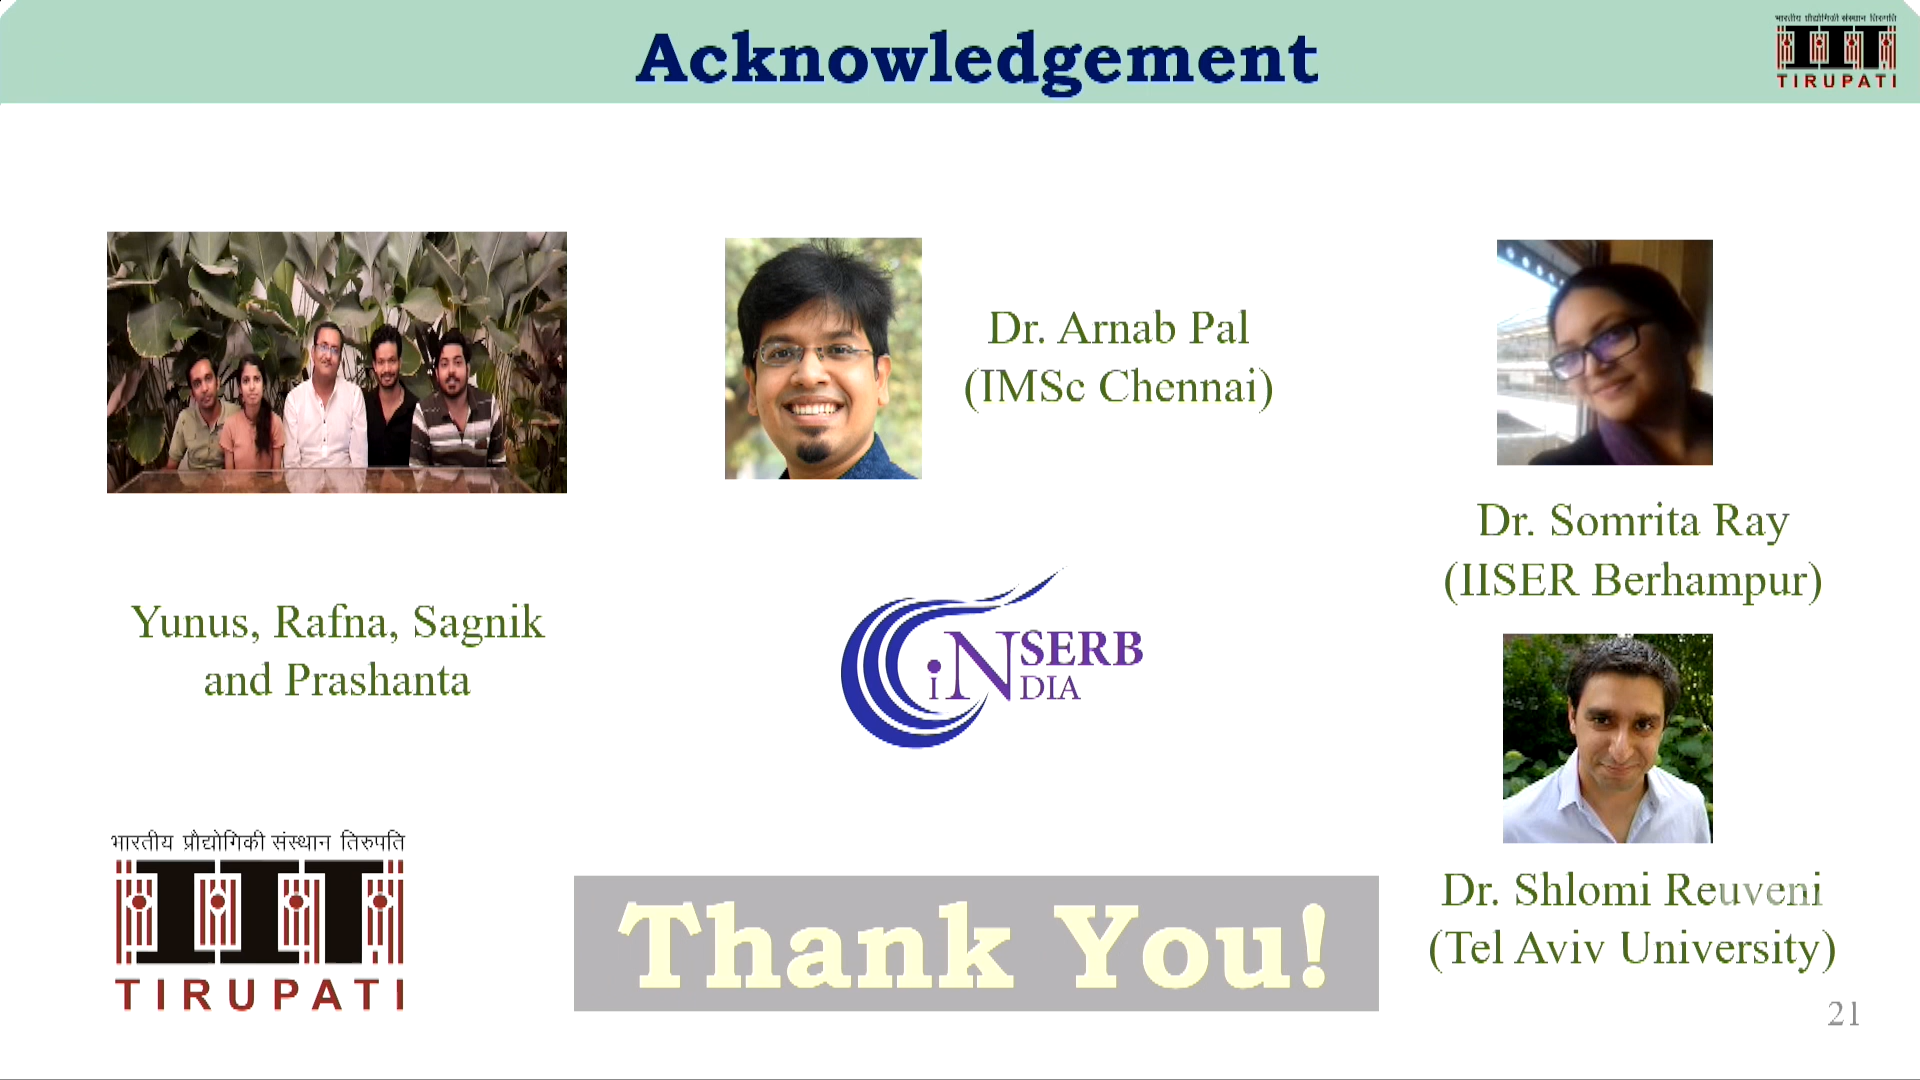 Acknowledgement
भारतीय प्रौद्योगिकी संस्थान तिरुपति
TIRUPATI
Dr. Arnab Pal
(IMSc Chennai)
Dr. Somrita Ray
(IISER Berhampur)
Yunus, Rafna, Sagnik
and Prashanta
iN SERB
DIA
Dr. Shlomi Reuveni
(Tel Aviv University)
भारतीय प्रौद्योगिकी संस्थान तिरुपति
TIRUPATI
Thank You!
21